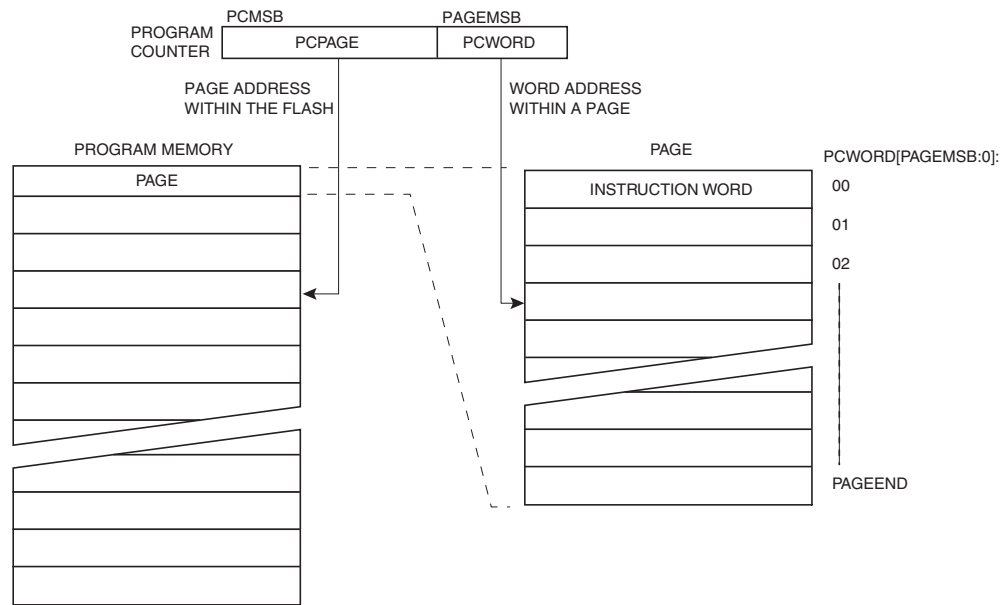 PCMSB
PAGEMSB
PROGRAM
COUNTER
PCPAGE
PCWORD
PAGE ADDRESS
WITHIN THE FLASH
WORD ADDRESS
WITHIN A PAGE
PROGRAM MEMORY
PAGE
PAGE
PCWORD[PAGEMSB:0]:
INSTRUCTION WORD
00
01
02
PAGEEND